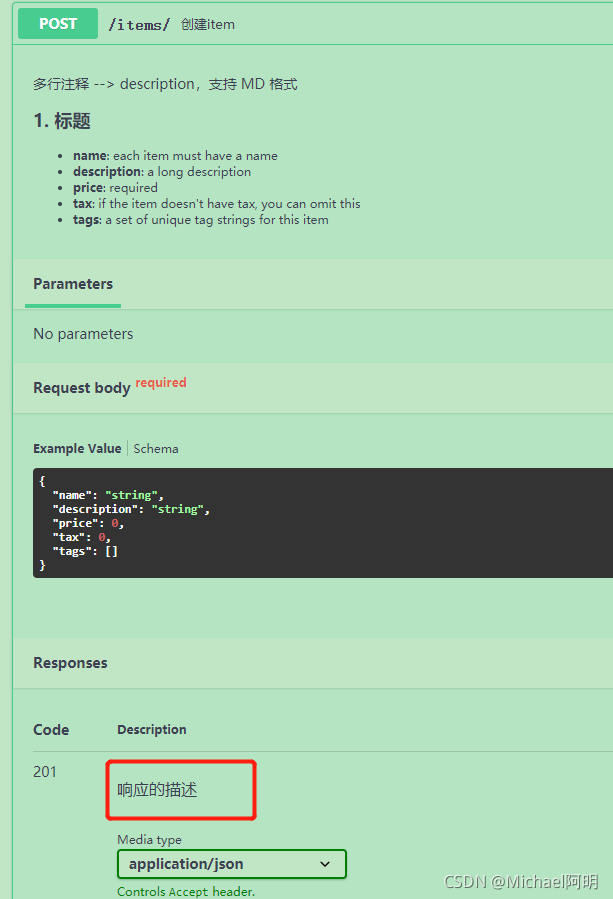 POST /items/ 创建item
多行注释 --> description，支持 MD 格式
1. 标题
• name: each item must have a name
• description: a long description
• price: required
• tax: if the item doesn't have tax, you can omit this
• tags: a set of unique tag strings for this item
Parameters
No parameters
Request body required
Example Value Schema
{
  "name": "string",
  "description": "string",
  "price": 0,
  "tax": 0,
  "tags": []
}
Responses
Code Description
201
响应的描述
Media type
application/json
Controls Accept header.
CSDN @Michael阿明